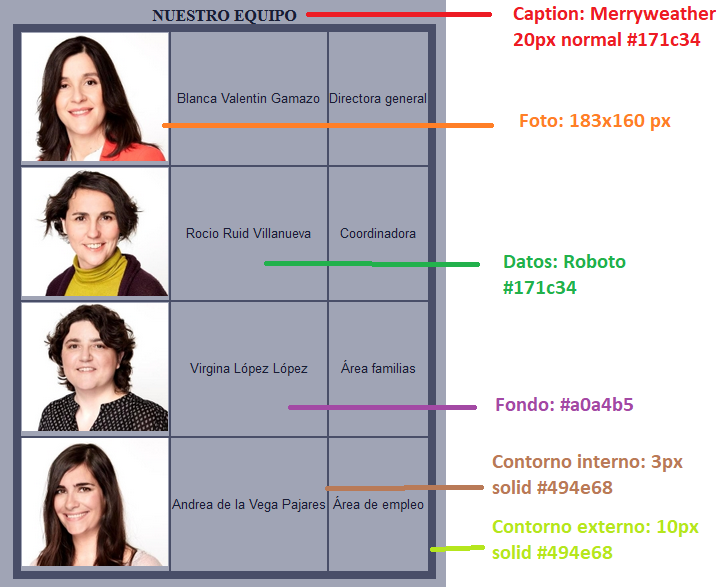 NUESTRO EQUIPO
Caption: Merryweather
20px normal #171c34
Blanca Valentin Gamazo
Directora general
Foto: 183x160 px
Rocio Ruid Villanueva
Coordinadora
Datos: Roboto
#171c34
Virgina López López
Área familias
Fondo: #a0a4b5
Contorno interno: 3px
solid #494e68
Andrea de la Vega Pajares
Área de empleo
Contorno externo: 10px
solid #494e68